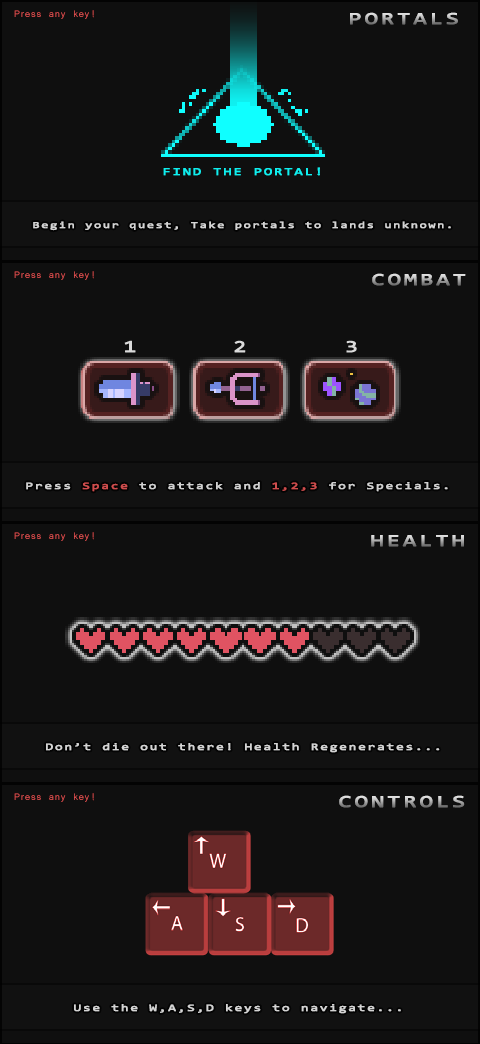 Press any key!
PORTALS
FIND THE PORTAL!
Begin your quest, Take portals to lands unknown.
Press any key!
COMBAT
1 2 3
Press Space to attack and 1,2,3 for Specials.
Press any key!
HEALTH
Don't die out there! Health Regenerates...
Press any key!
CONTROLS
↑
W
← ↓ →
A S D
Use the W,A,S,D keys to navigate...